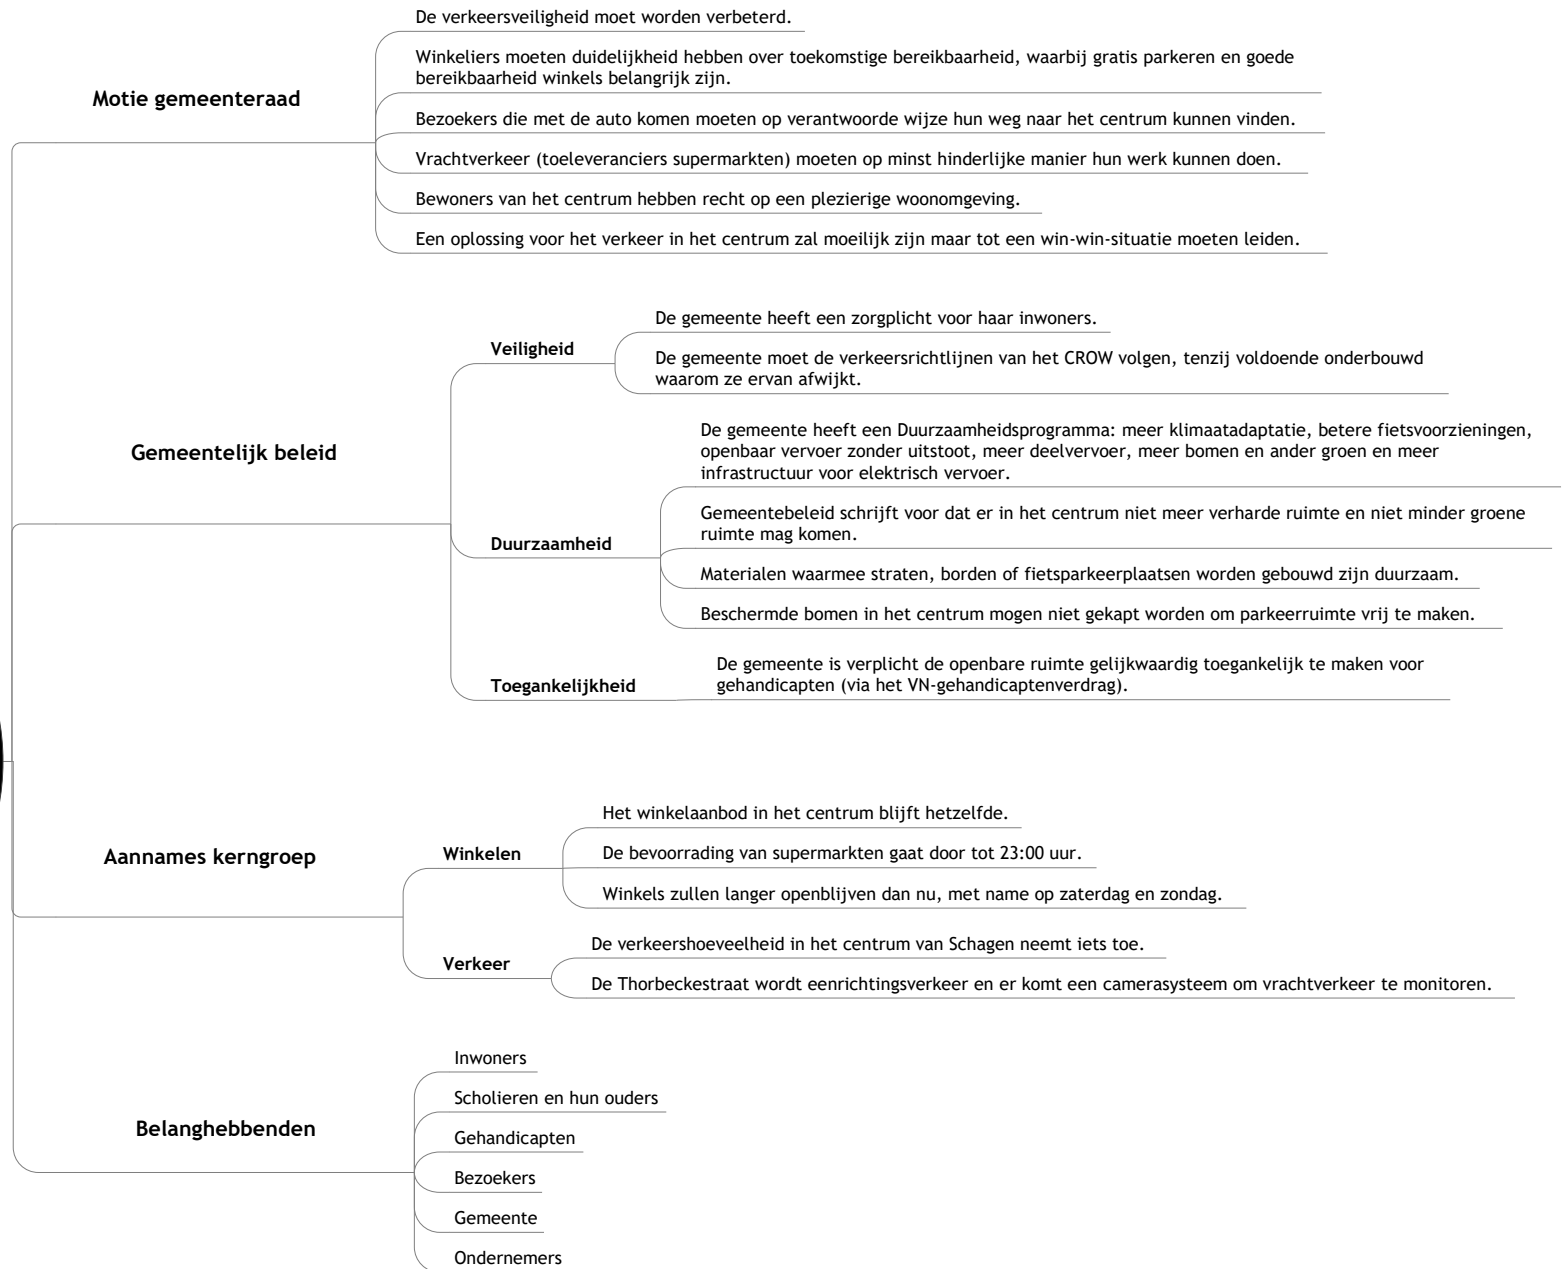 De verkeersveiligheid moet worden verbeterd.
Winkeliers moeten duidelijkheid hebben over toekomstige bereikbaarheid, waarbij gratis parkeren en goede
bereikbaarheid winkels belangrijk zijn.
Motie gemeenteraad
Bezoekers die met de auto komen moeten op verantwoorde wijze hun weg naar het centrum kunnen vinden.
Vrachtverkeer (toeleveranciers supermarkten) moeten op minst hinderlijke manier hun werk kunnen doen.
Bewoners van het centrum hebben recht op een plezierige woonomgeving.
Een oplossing voor het verkeer in het centrum zal moeilijk zijn maar tot een win-win-situatie moeten leiden.
Gemeentelijk beleid
Veiligheid
De gemeente heeft een zorgplicht voor haar inwoners.
De gemeente moet de verkeersrichtlijnen van het CROW volgen, tenzij voldoende onderbouwd
waarom ze ervan afwijkt.
Duurzaamheid
De gemeente heeft een Duurzaamheidsprogramma: meer klimaatadaptatie, betere fietsvoorzieningen,
openbaar vervoer zonder uitstoot, meer deelvervoer, meer bomen en ander groen en meer
infrastructuur voor elektrisch vervoer.
Gemeentebeleid schrijft voor dat er in het centrum niet meer verharde ruimte en niet minder groene
ruimte mag komen.
Materialen waarmee straten, borden of fietsparkeerplaatsen worden gebouwd zijn duurzaam.
Beschermde bomen in het centrum mogen niet gekapt worden om parkeerruimte vrij te maken.
Toegankelijkheid
De gemeente is verplicht de openbare ruimte gelijkwaardig toegankelijk te maken voor
gehandicapten (via het VN-gehandicaptenverdrag).
Aannames kerngroep
Winkelen
Het winkelaanbod in het centrum blijft hetzelfde.
De bevoorrading van supermarkten gaat door tot 23:00 uur.
Winkels zullen langer openblijven dan nu, met name op zaterdag en zondag.
Verkeer
De verkeershoeveelheid in het centrum van Schagen neemt iets toe.
De Thorbeckestraat wordt eenrichtingsverkeer en er komt een camerasysteem om vrachtverkeer te monitoren.
Belanghebbenden
Inwoners
Scholieren en hun ouders
Gehandicapten
Bezoekers
Gemeente
Ondernemers